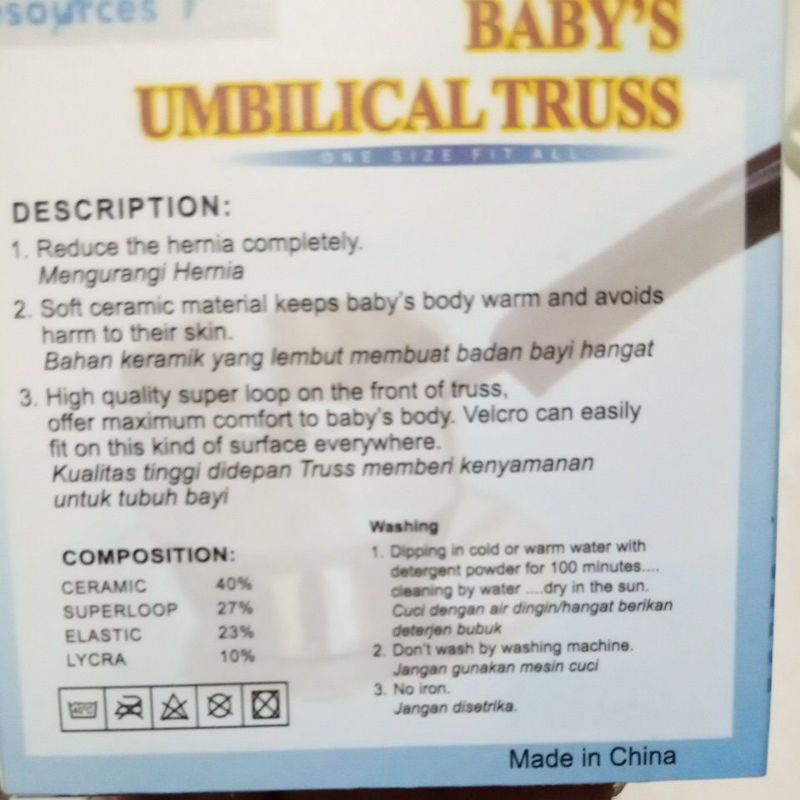 BABY'S
UMBILICAL TRUSS
ONE SIZE FIT ALL
DESCRIPTION:
1. Reduce the hernia completely.
Mengurangi Hernia
2. Soft ceramic material keeps baby's body warm and avoids
harm to their skin.
Bahan keramik yang lembut membuat badan bayi hangat
3. High quality super loop on the front of truss,
offer maximum comfort to baby's body. Velcro can easily
fit on this kind of surface everywhere.
Kualitas tinggi didepan Truss memberi kenyamanan
untuk tubuh bayi
COMPOSITION:
CERAMIC 40%
SUPERLOOP 27%
ELASTIC 23%
LYCRA 10%
40°C
Washing
1. Dipping in cold or warm water with
detergent powder for 100 minutes....
cleaning by water ....dry in the sun.
Cuci dengan air dingin/hangat berikan
deterjen bubuk
2. Don't wash by washing machine.
Jangan gunakan mesin cuci
3. No iron.
Jangan disetrika.
Made in China